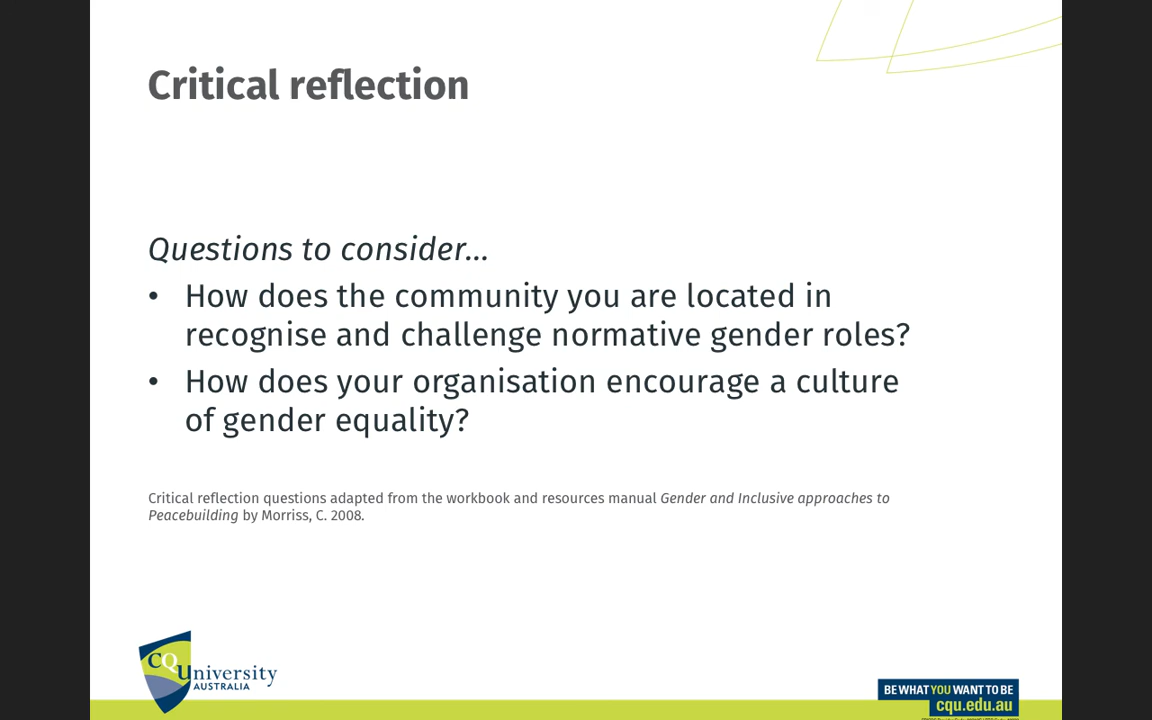 Critical reflection
Questions to consider...
• How does the community you are located in
recognise and challenge normative gender roles?
• How does your organisation encourage a culture
of gender equality?
Critical reflection questions adapted from the workbook and resources manual Gender and Inclusive approaches to
Peacebuilding by Morriss, C. 2008.
CQUniversity
AUSTRALIA
BE WHAT YOU WANT TO BE
cqu.edu.au